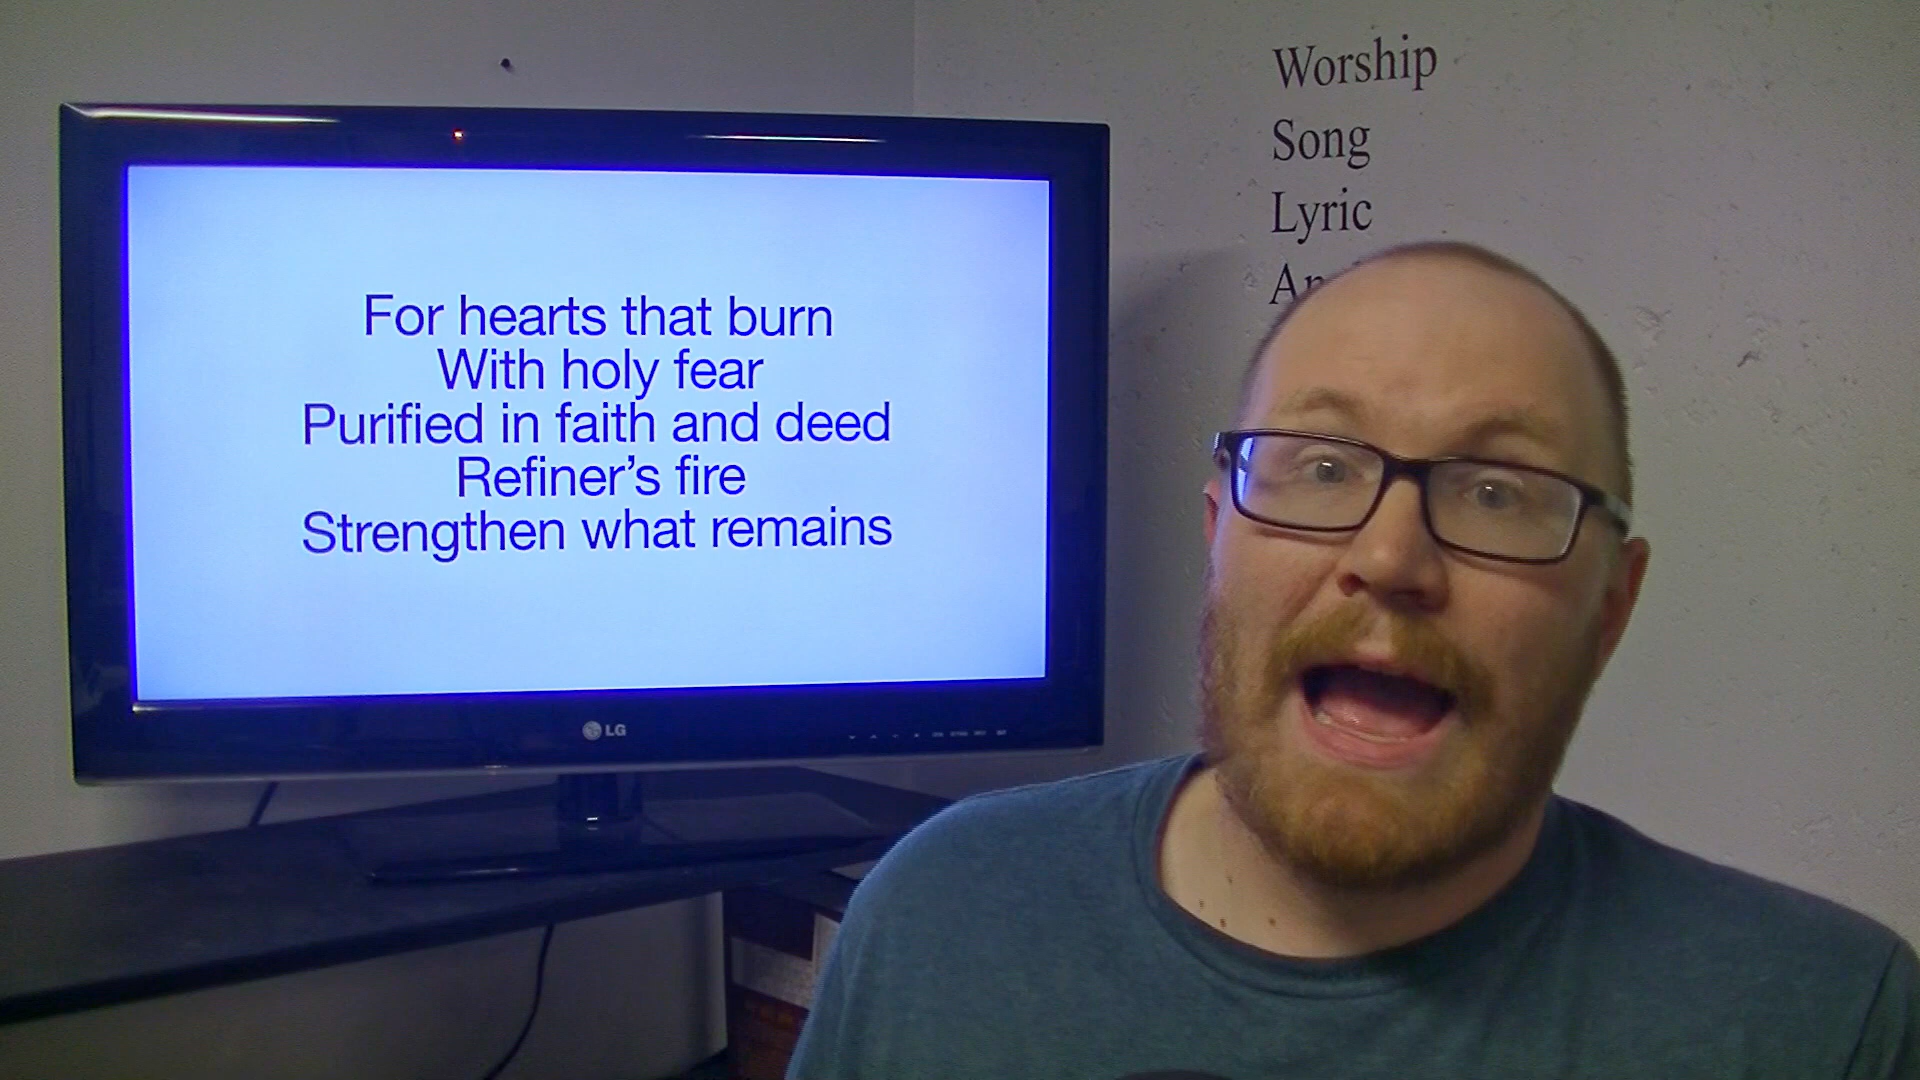 For hearts that burn
With holy fear
Purified in faith and deed
Refiner's fire
Strengthen what remains
LG
Worship
Song
Lyric